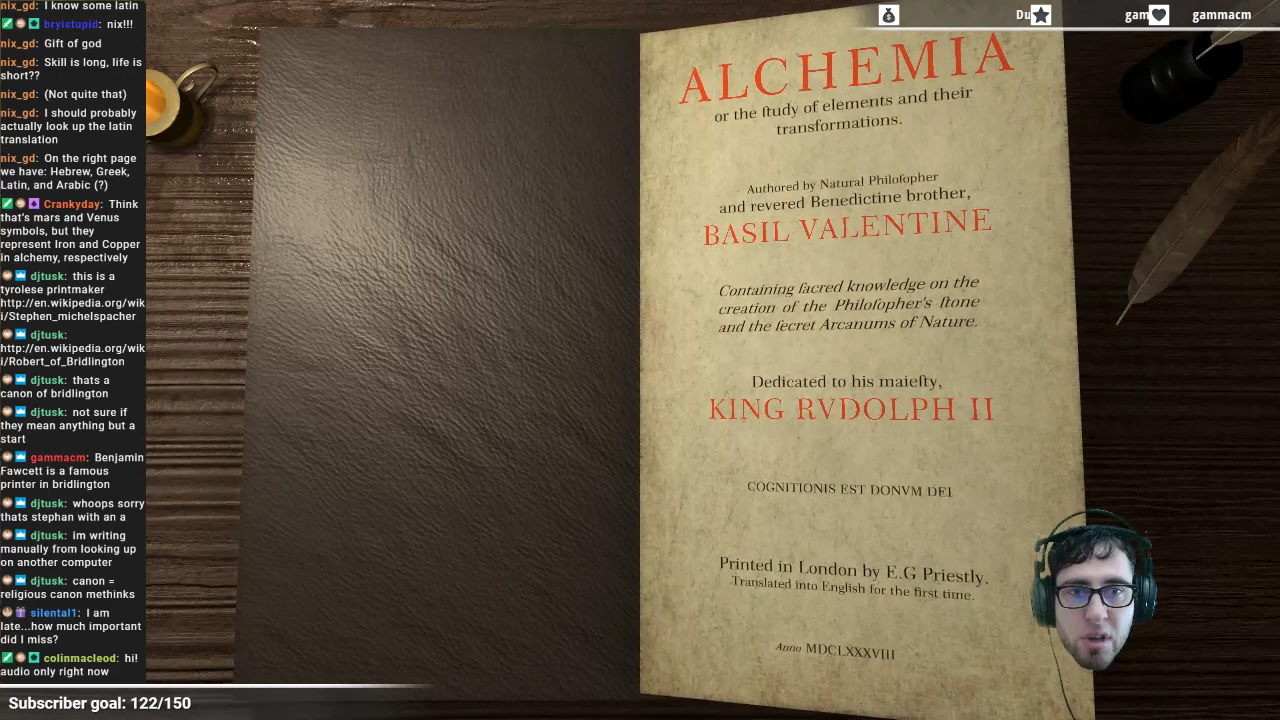 nix_gd: I know some latin
bryistupid: nix!!!
nix_gd: Gift of god
nix_gd: Skill is long, life is
short??
nix_gd: (Not quite that)
nix_gd: I should probably
actually look up the latin
translation
nix_gd: On the right page
we have: Hebrew, Greek,
Latin, and Arabic (?)
Crankyday: Think
that's mars and Venus
symbols, but they
represent Iron and Copper
in alchemy, respectively
djtusk: this is a
tyrolese printmaker
http://en.wikipedia.org/wik
i/Stephen_michelspacher
djtusk:
http://en.wikipedia.org/wik
i/Robert_of_Bridlington
djtusk: thats a
canon of bridlington
djtusk: not sure if
they mean anything but a
start
gammacm: Benjamin
Fawcett is a famous
printer in bridlington
djtusk: whoops sorry
thats stephan with an a
djtusk: im writing
manually from looking up
on another computer
djtusk: canon =
religious canon methinks
silental1: I am
late...how much important
did I miss?
colinmacleod: hi!
audio only right now
Subscriber goal: 122/150
Du gam gammacm
ALCHEMIA
or the ſtudy of elements and their
transformations.
Authored by Natural Philoſopher
and revered Benedictine brother,
BASIL VALENTINE
Containing ſacred knowledge on the
creation of the Philoſopher's ſtone
and the ſecret Arcanums of Nature.
Dedicated to his maieſty,
KING RVDOLPH II
COGNITIONIS EST DONVM DEI
Printed in London by E.G Priestly.
Translated into English for the first time.
Anno MDCLXXXVIII